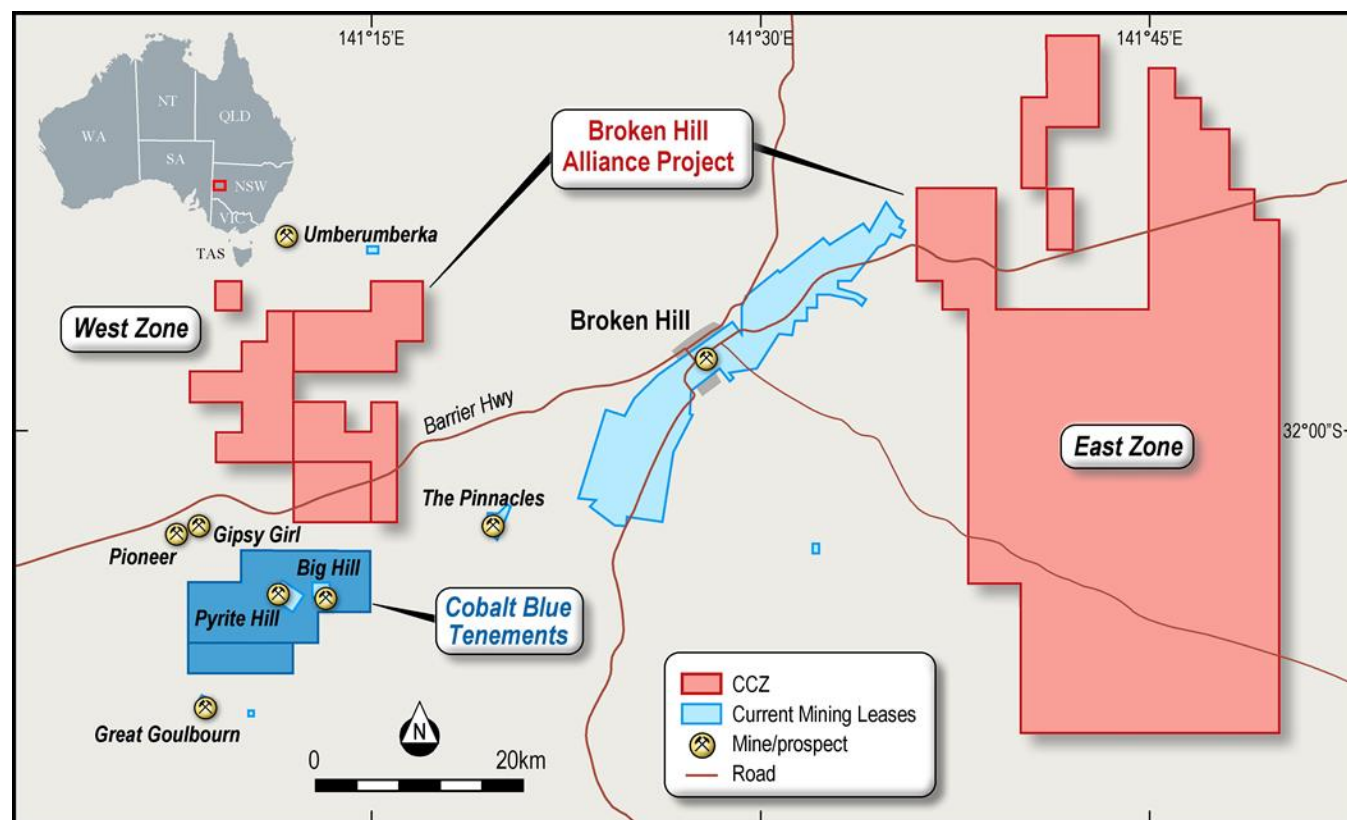 141°15'E
141°30'E
141°45'E
NT
QLD
WA
SA
NSW
VIC
TAS
Broken Hill
Alliance Project
Umberumberka
West Zone
Broken Hill
Barrier Hwy
32°00"S
East Zone
The Pinnacles
Gipsy Girl
Pioneer
Big Hill
Pyrite Hill
Cobalt Blue
Tenements
Great Goulbourn
N
0 20km
CCZ
Current Mining Leases
Mine/prospect
Road